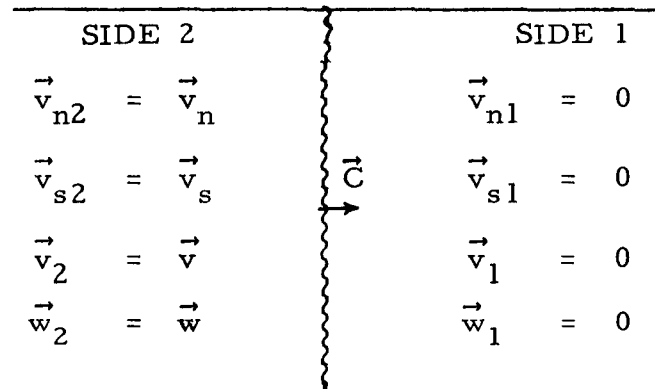 SIDE 2 SIDE 1
v⃗n2 = v⃗n v⃗n1 = 0
v⃗s2 = v⃗s C⃗ v⃗s1 = 0
v⃗2 = v⃗ v⃗1 = 0
w⃗2 = w⃗ w⃗1 = 0